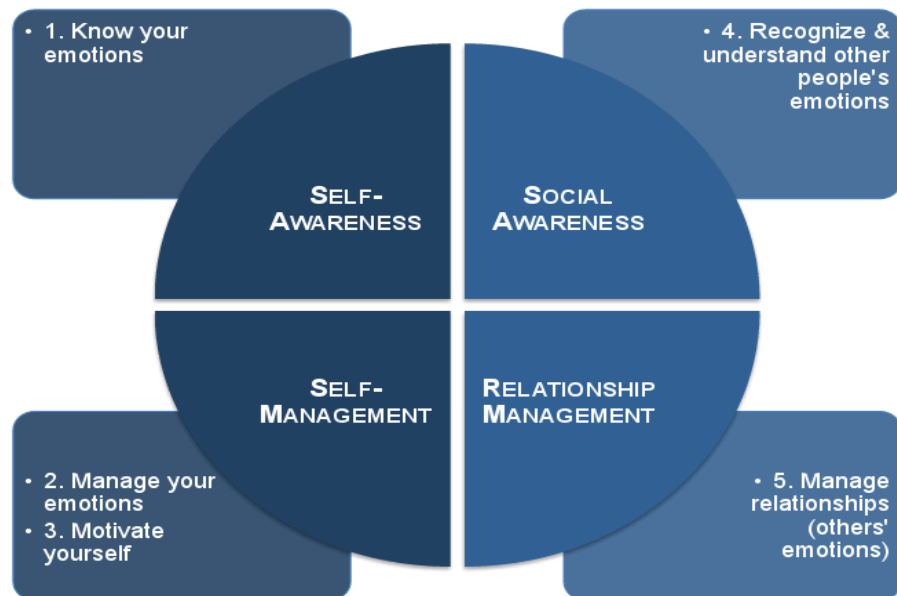 • 1. Know your
emotions
• 4. Recognize &
understand other
people's
emotions
SELF-
AWARENESS
SOCIAL
AWARENESS
SELF-
MANAGEMENT
RELATIONSHIP
MANAGEMENT
• 2. Manage your
emotions
• 3. Motivate
yourself
• 5. Manage
relationships
(others'
emotions)